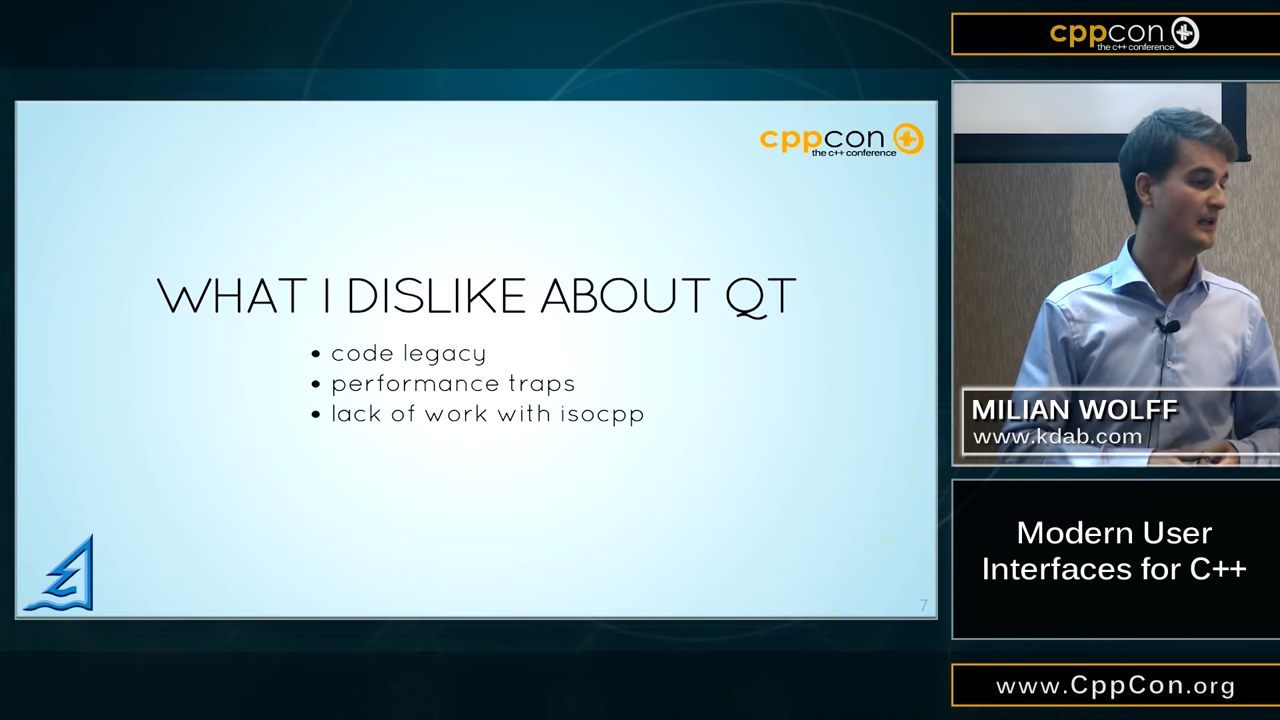 cppcon
the c++ conference
WHAT I DISLIKE ABOUT QT
• code legacy
• performance traps
• lack of work with isocpp
7
cppcon
the c++ conference
MILIAN WOLFF
www.kdab.com
Modern User
Interfaces for C++
www.CppCon.org